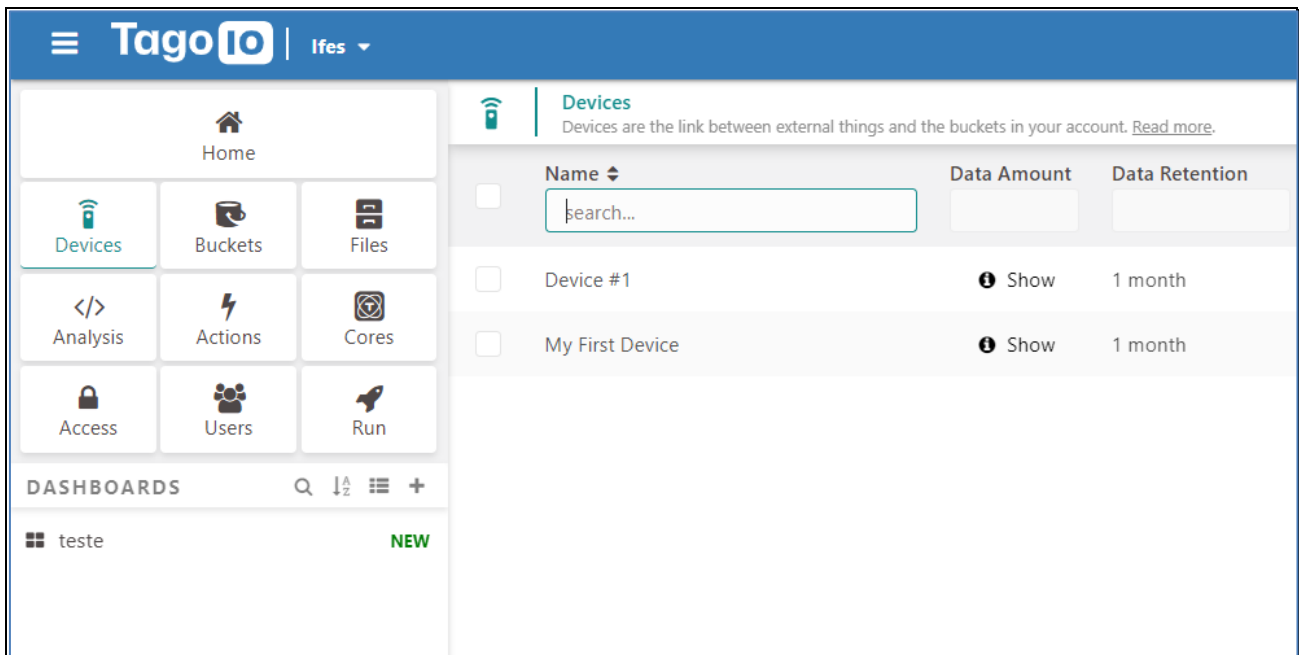 Tago IO Ifes
Home
Devices Buckets Files
</> Analysis Actions Cores
Access Users Run
DASHBOARDS
teste NEW
Devices
Devices are the link between external things and the buckets in your account. Read more.
Name Data Amount Data Retention
search...
Device #1 Show 1 month
My First Device Show 1 month